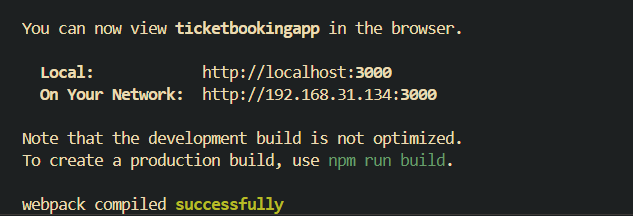 You can now view ticketbookingapp in the browser.
Local: http://localhost:3000
On Your Network: http://192.168.31.134:3000
Note that the development build is not optimized.
To create a production build, use npm run build.
webpack compiled successfully